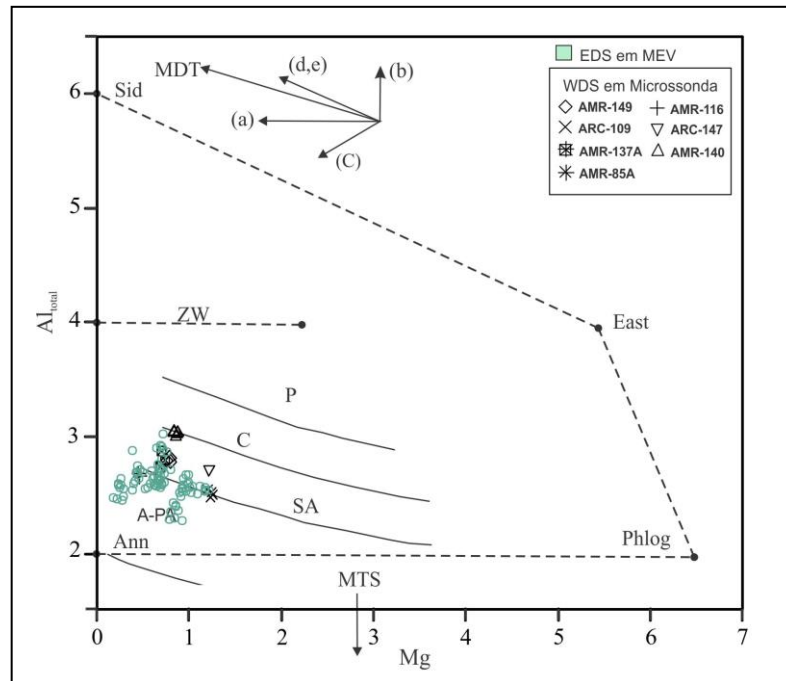 EDS em MEV
WDS em Microssonda
AMR-149
AMR-116
ARC-109
ARC-147
AMR-137A
AMR-140
AMR-85A
MDT
(d,e)
(b)
(a)
(C)
6
Sid
5
Al total
4
ZW
East
P
3
C
SA
A-PA
Ann
Phlog
2
MTS
0
1
2
3
4
5
6
7
Mg